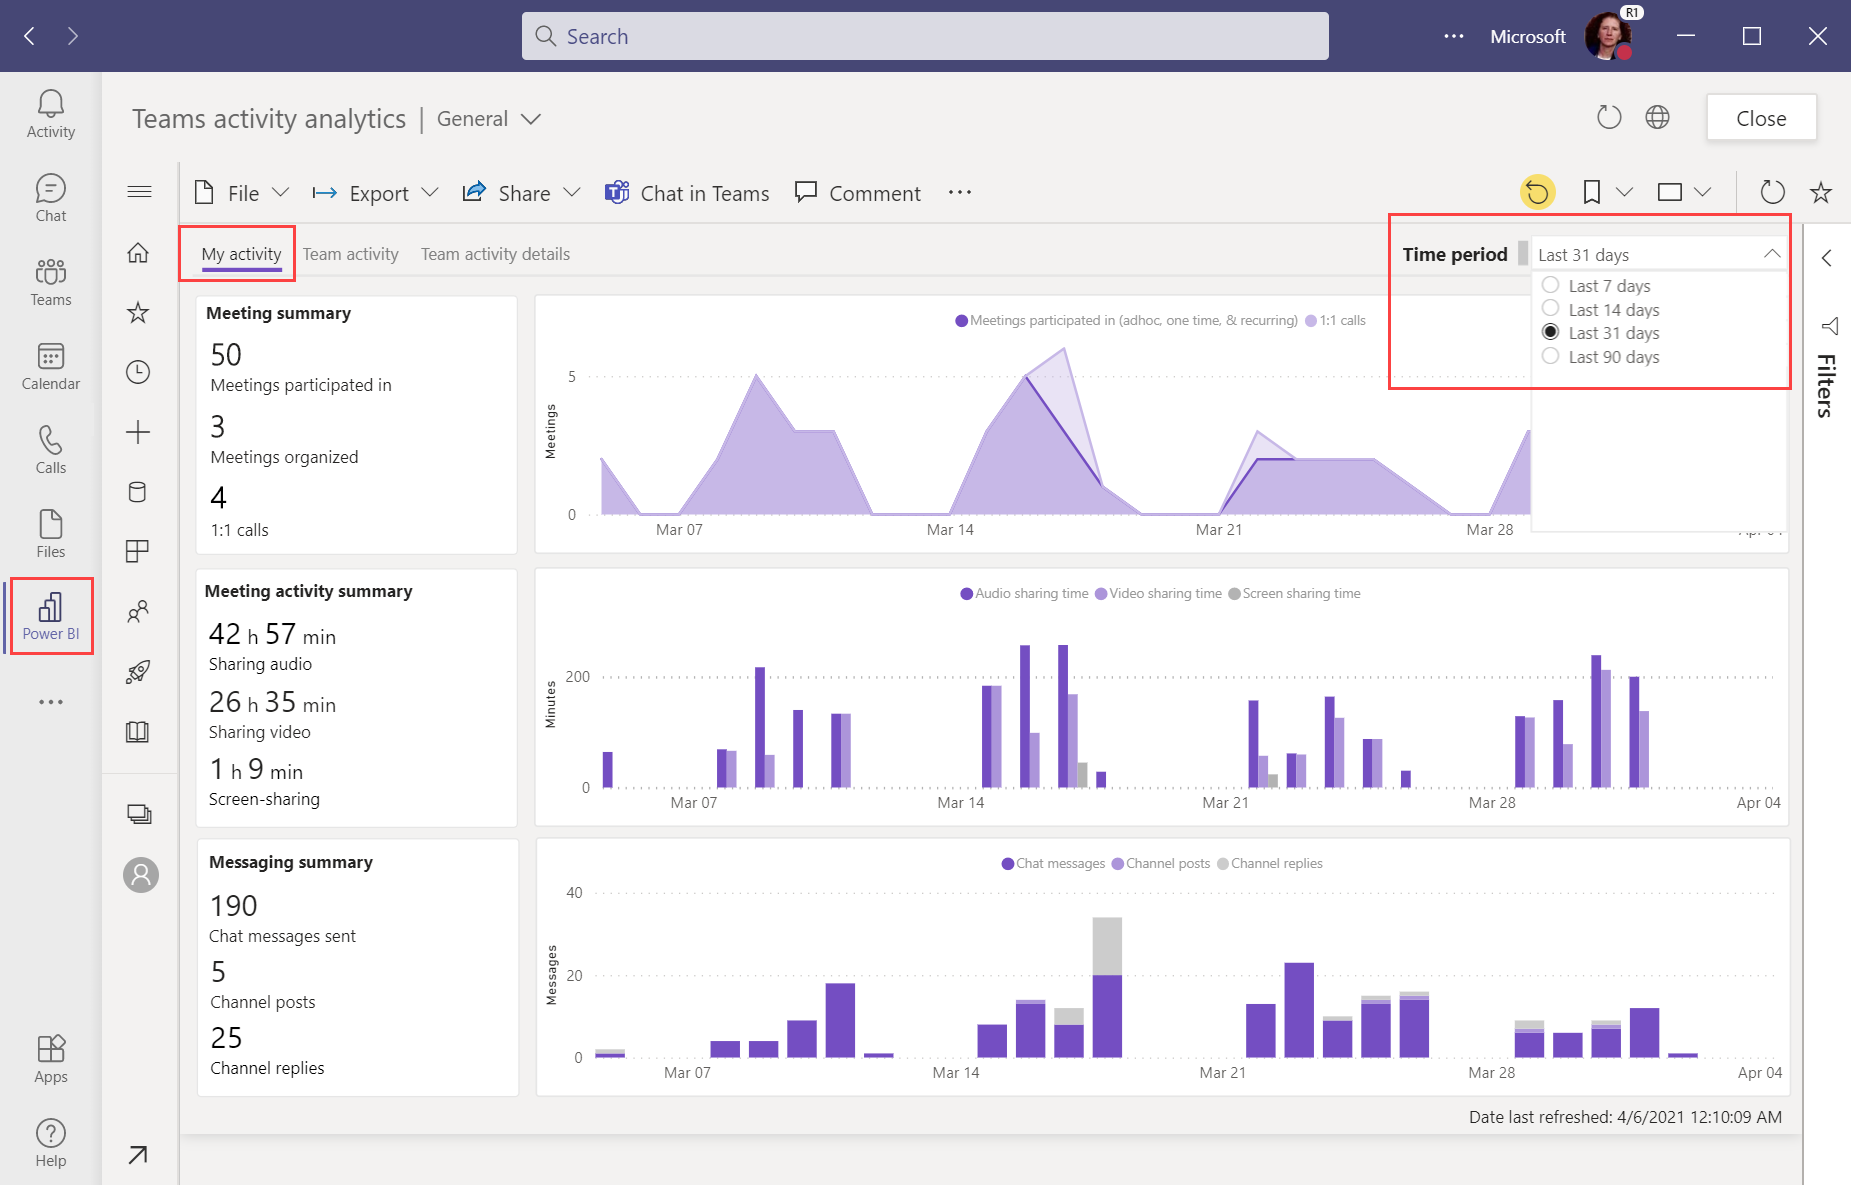 Search
Microsoft
R1
Activity
Chat
Teams
Calendar
Calls
Files
Power BI
Apps
Help
Teams activity analytics | General
Close
File
Export
Share
Chat in Teams
Comment
My activity
Team activity
Team activity details
Time period
Last 31 days
Last 7 days
Last 14 days
Last 31 days
Last 90 days
Filters
Meeting summary
50
Meetings participated in
3
Meetings organized
4
1:1 calls
Meetings participated in (adhoc, one time, & recurring) 1:1 calls
Meetings
5
0
Mar 07 Mar 14 Mar 21 Mar 28
Meeting activity summary
42 h 57 min
Sharing audio
26 h 35 min
Sharing video
1 h 9 min
Screen-sharing
Audio sharing time Video sharing time Screen sharing time
Minutes
200
0
Mar 07 Mar 14 Mar 21 Mar 28 Apr 04
Messaging summary
190
Chat messages sent
5
Channel posts
25
Channel replies
Chat messages Channel posts Channel replies
Messages
40
20
0
Mar 07 Mar 14 Mar 21 Mar 28 Apr 04
Date last refreshed: 4/6/2021 12:10:09 AM